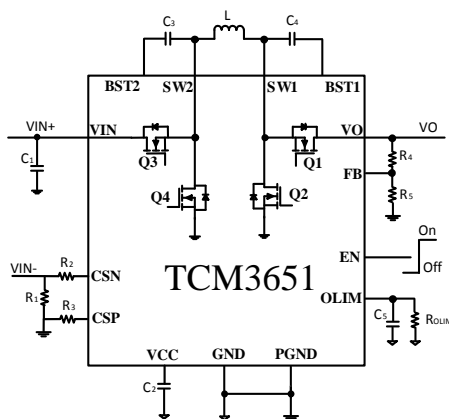 C3 L C4
BST2 SW2 SW1 BST1
VIN+ VIN VO VO
C1 Q3 Q1 R4
FB
Q4 Q2 R5
On
EN
Off
VIN- R2 CSN TCM3651
OLIM
R1 R3 CSP C5 ROLIM
VCC GND PGND
C2